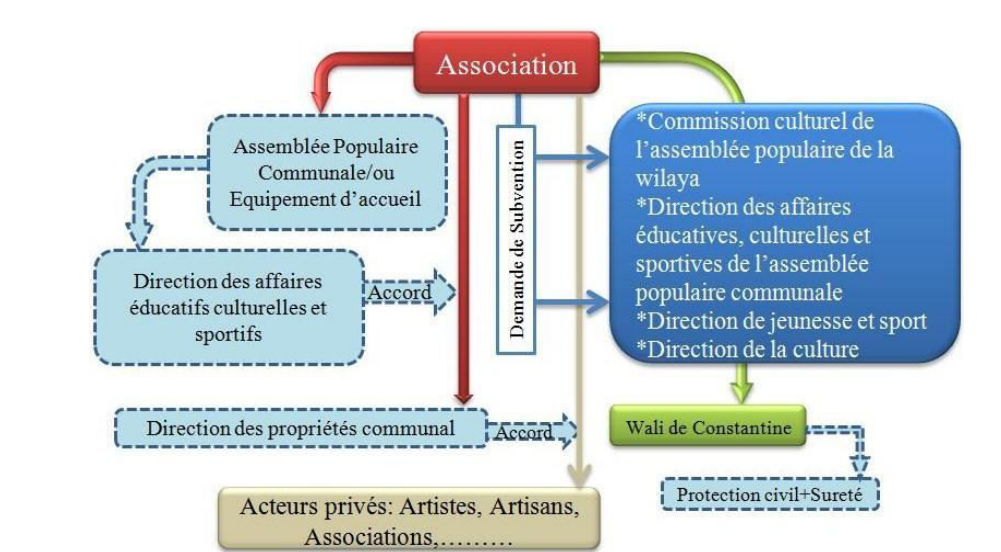 Association
Assemblée Populaire
Communale/ou
Equipement d'accueil
Direction des affaires
éducatifs culturelles et
sportifs
Accord
Demande de Subvention
*Commission culturel de
l'assemblée populaire de la
wilaya
*Direction des affaires
éducatives, culturelles et
sportives de l'assemblée
populaire communale
*Direction de jeunesse et sport
*Direction de la culture
Direction des propriétés communal
Accord
Wali de Constantine
Protection civil+Sureté
Acteurs privés: Artistes, Artisans,
Associations,………